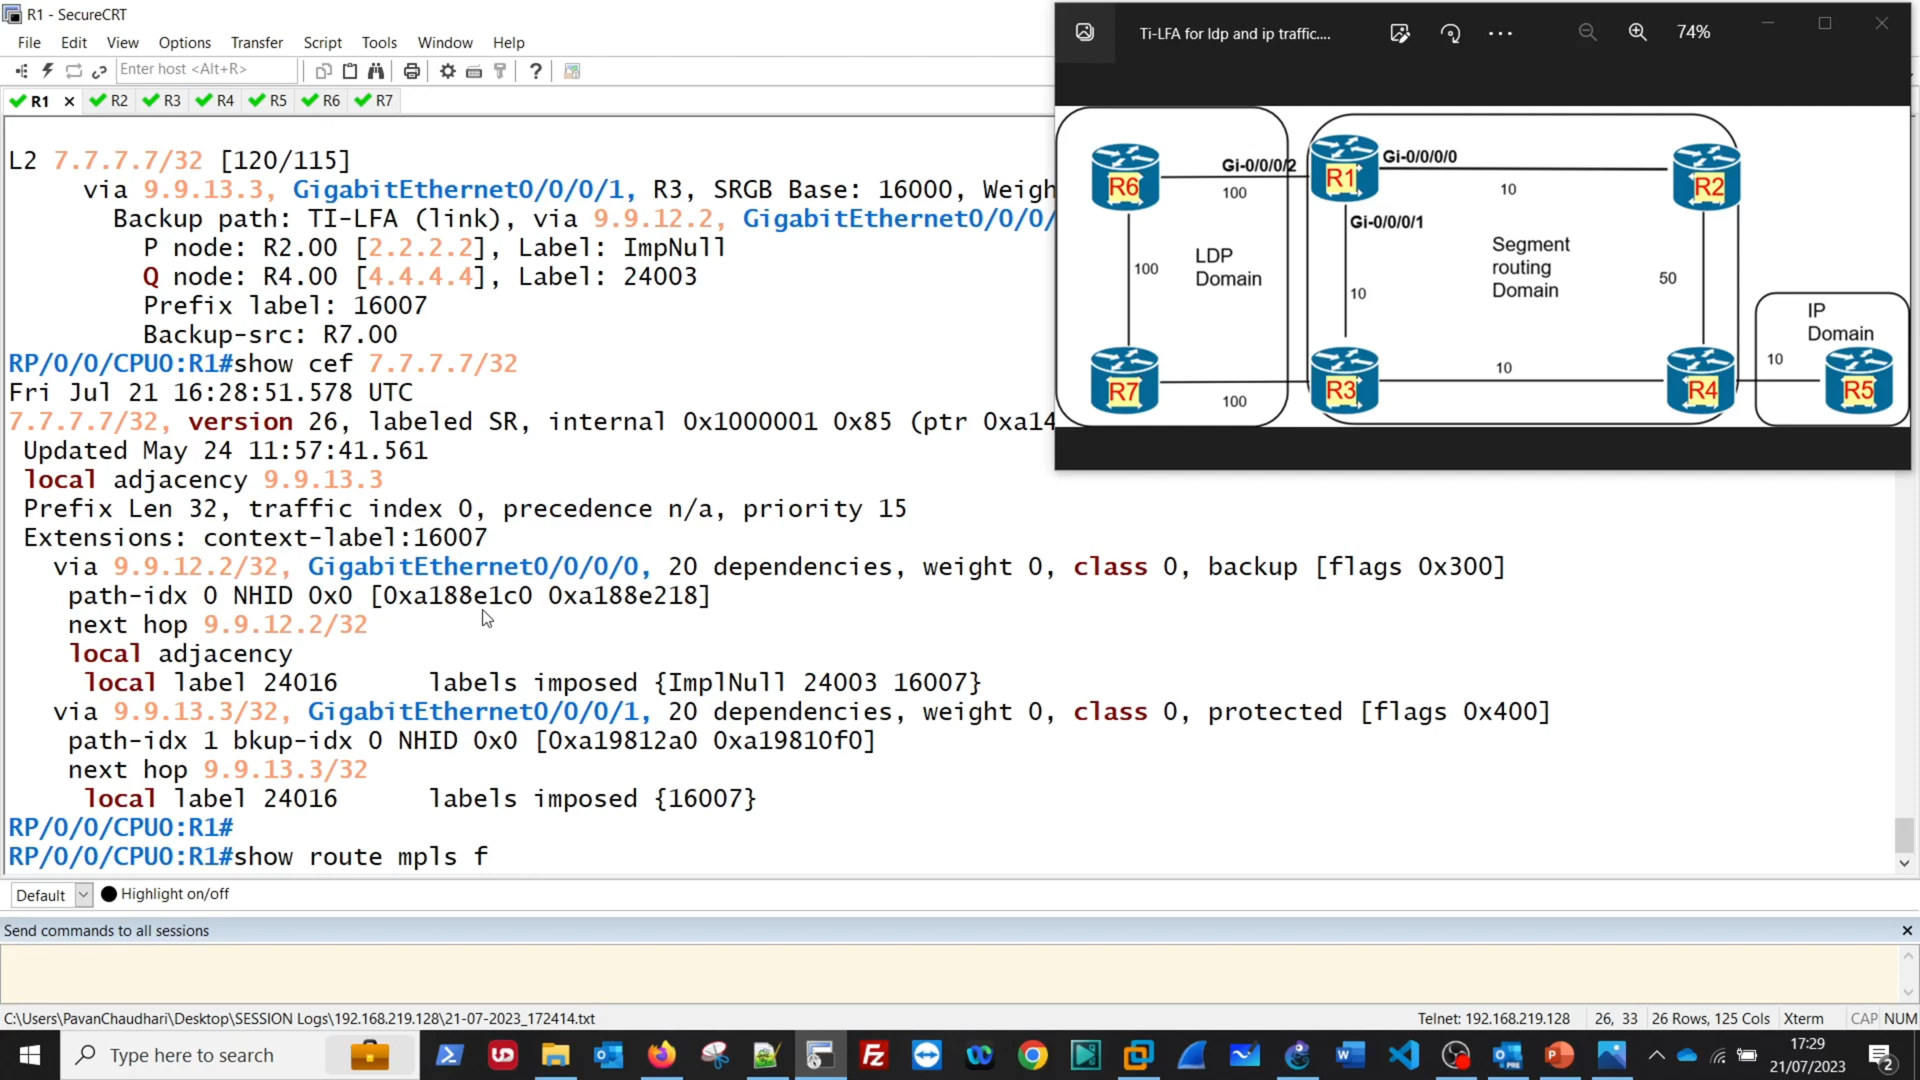 R1 - SecureCRT
File Edit View Options Transfer Script Tools Window Help
Enter host <Alt+R>
R1 R2 R3 R4 R5 R6 R7
L2 7.7.7.7/32 [120/115]
via 9.9.13.3, GigabitEthernet0/0/0/1, R3, SRGB Base: 16000, Weigh
Backup path: TI-LFA (link), via 9.9.12.2, GigabitEthernet0/0/0/
P node: R2.00 [2.2.2.2], Label: ImpNull
Q node: R4.00 [4.4.4.4], Label: 24003
Prefix label: 16007
Backup-src: R7.00
RP/0/0/CPU0:R1#show cef 7.7.7.7/32
Fri Jul 21 16:28:51.578 UTC
7.7.7.7/32, version 26, labeled SR, internal 0x1000001 0x85 (ptr 0xa14
Updated May 24 11:57:41.561
local adjacency 9.9.13.3
Prefix Len 32, traffic index 0, precedence n/a, priority 15
Extensions: context-label:16007
via 9.9.12.2/32, GigabitEthernet0/0/0/0, 20 dependencies, weight 0, class 0, backup [flags 0x300]
path-idx 0 NHID 0x0 [0xa188e1c0 0xa188e218]
next hop 9.9.12.2/32
local adjacency
local label 24016 labels imposed {ImplNull 24003 16007}
via 9.9.13.3/32, GigabitEthernet0/0/0/1, 20 dependencies, weight 0, class 0, protected [flags 0x400]
path-idx 1 bkup-idx 0 NHID 0x0 [0xa19812a0 0xa19810f0]
next hop 9.9.13.3/32
local label 24016 labels imposed {16007}
RP/0/0/CPU0:R1#
RP/0/0/CPU0:R1#show route mpls f
Default
Highlight on/off
Send commands to all sessions
C:\Users\PavanChaudhari\Desktop\SESSION Logs\192.168.219.128\21-07-2023_172414.txt
Telnet: 192.168.219.128 26, 33 26 Rows, 125 Cols Xterm CAP NUM
Type here to search
17:29
21/07/2023
2
Ti-LFA for ldp and ip traffic....
74%
R6
Gi-0/0/0/2
100
R1
Gi-0/0/0/0
10
R2
Gi-0/0/0/1
100
LDP
Domain
10
Segment
routing
Domain
50
IP
Domain
R7
100
R3
10
R4
10
R5